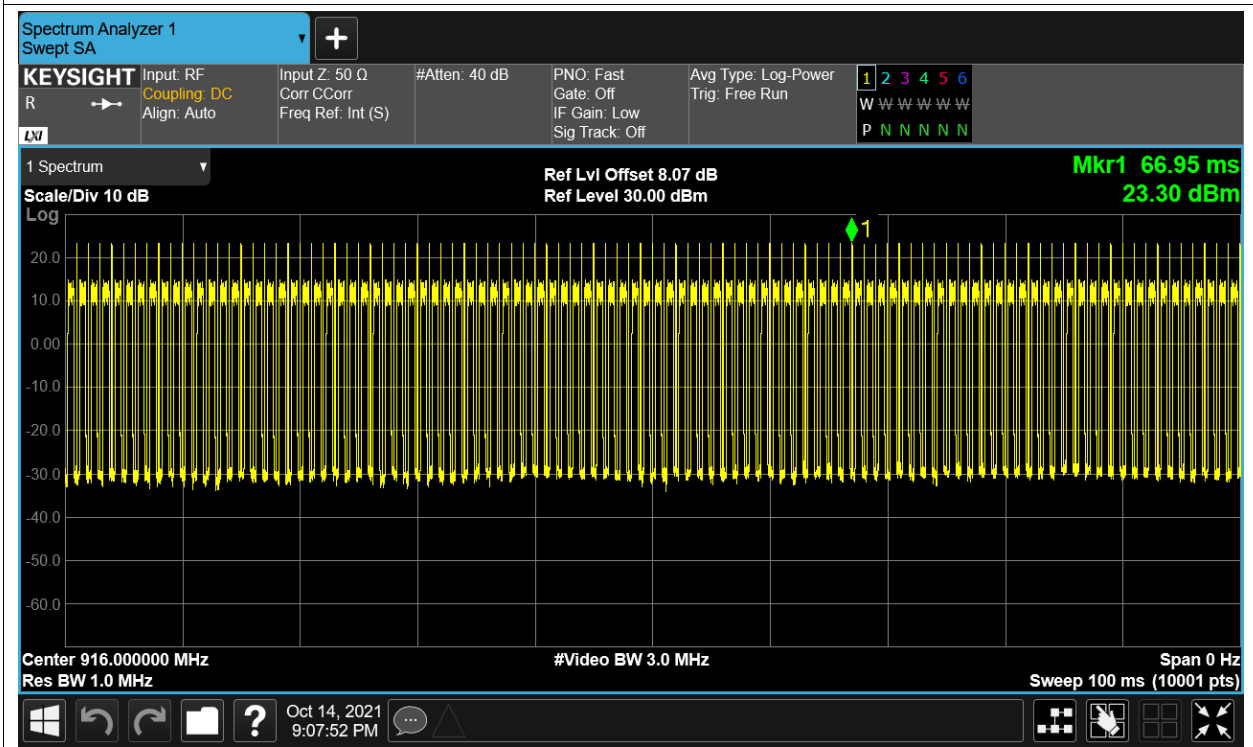 Spectrum Analyzer 1
Swept SA
KEYSIGHT
R
LXI
Input: RF
Coupling: DC
Align: Auto
Input Z: 50 Ω
Corr CCorr
Freq Ref: Int (S)
#Atten: 40 dB
PNO: Fast
Gate: Off
IF Gain: Low
Sig Track: Off
Avg Type: Log-Power
Trig: Free Run
1 2 3 4 5 6
W W W W W W
P N N N N N
1 Spectrum
Scale/Div 10 dB
Ref Lvl Offset 8.07 dB
Ref Level 30.00 dBm
Mkr1 66.95 ms
23.30 dBm
Log
1
20.0
10.0
0.00
-10.0
-20.0
-30.0
-40.0
-50.0
-60.0
Center 916.000000 MHz
Res BW 1.0 MHz
#Video BW 3.0 MHz
Span 0 Hz
Sweep 100 ms (10001 pts)
?
Oct 14, 2021
9:07:52 PM